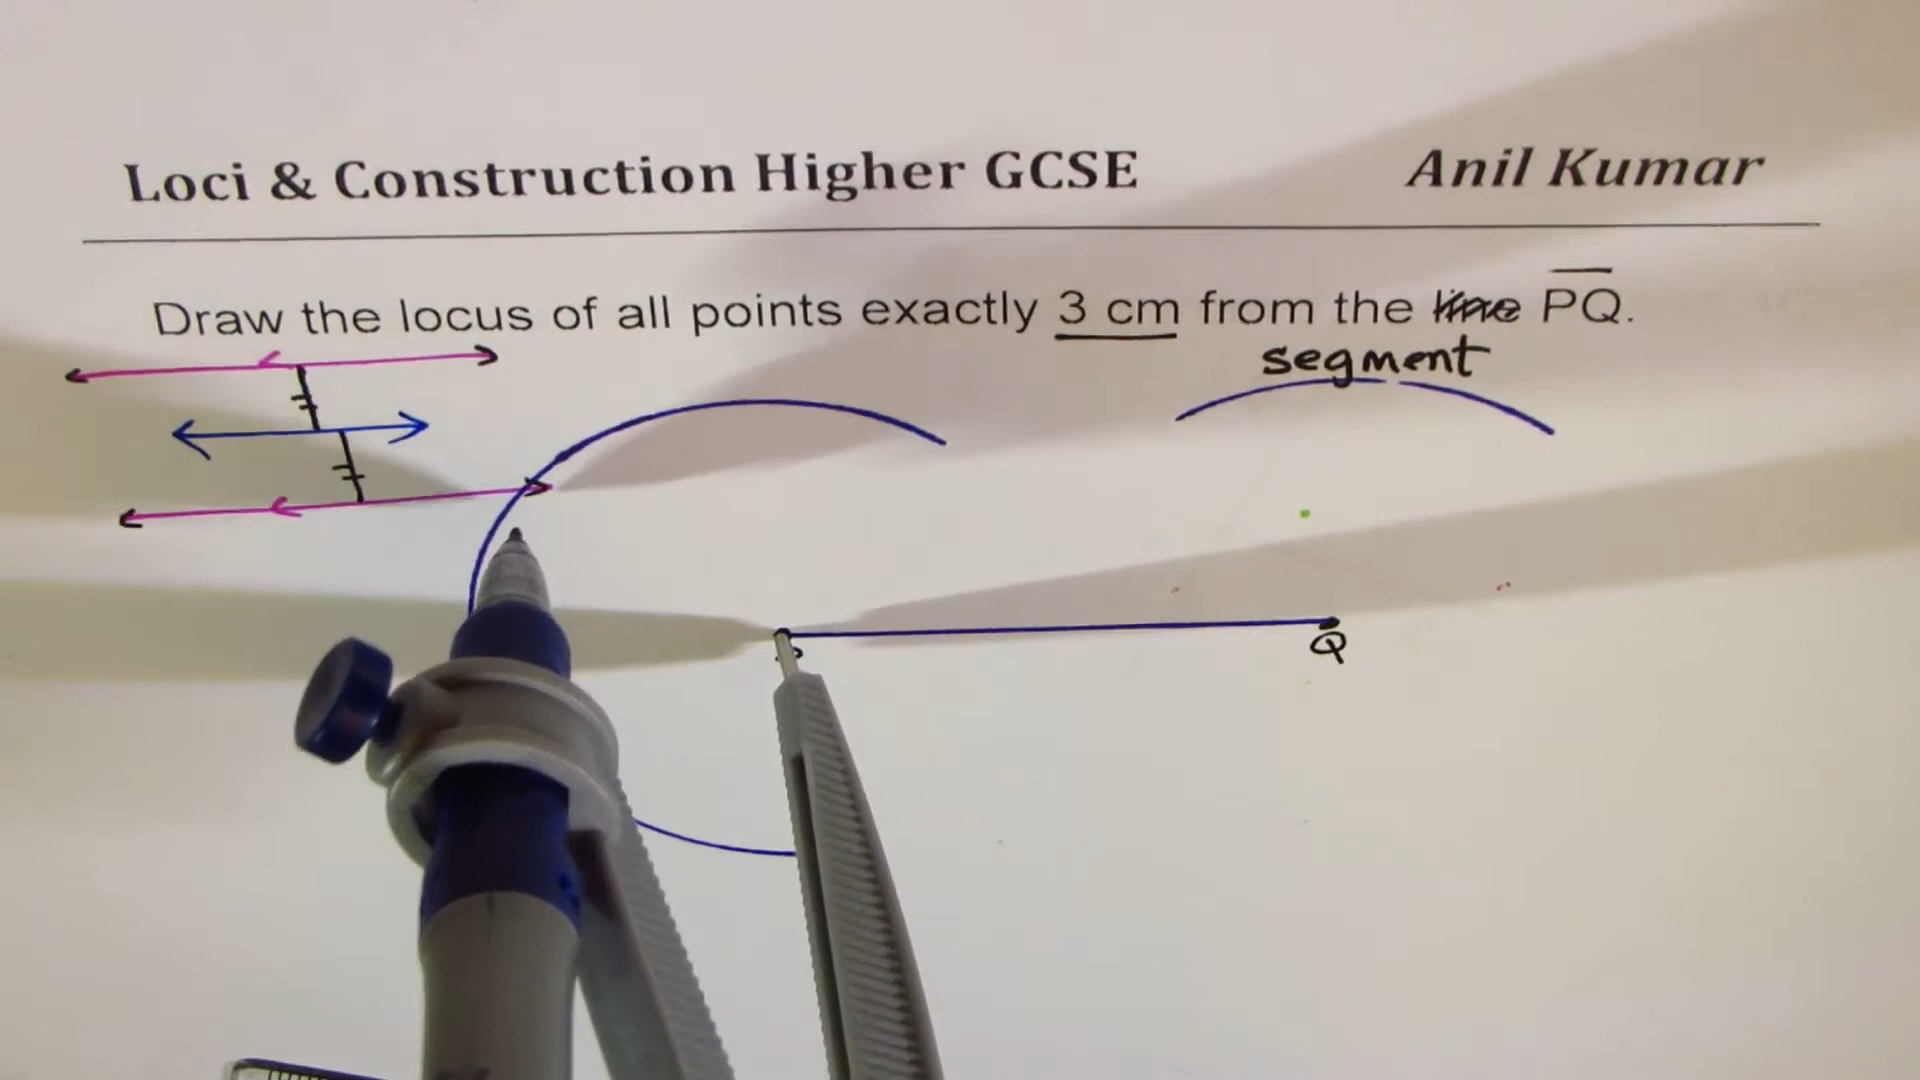 Loci & Construction Higher GCSE Anil Kumar
Draw the locus of all points exactly 3 cm from the line PQ.
segment
Q